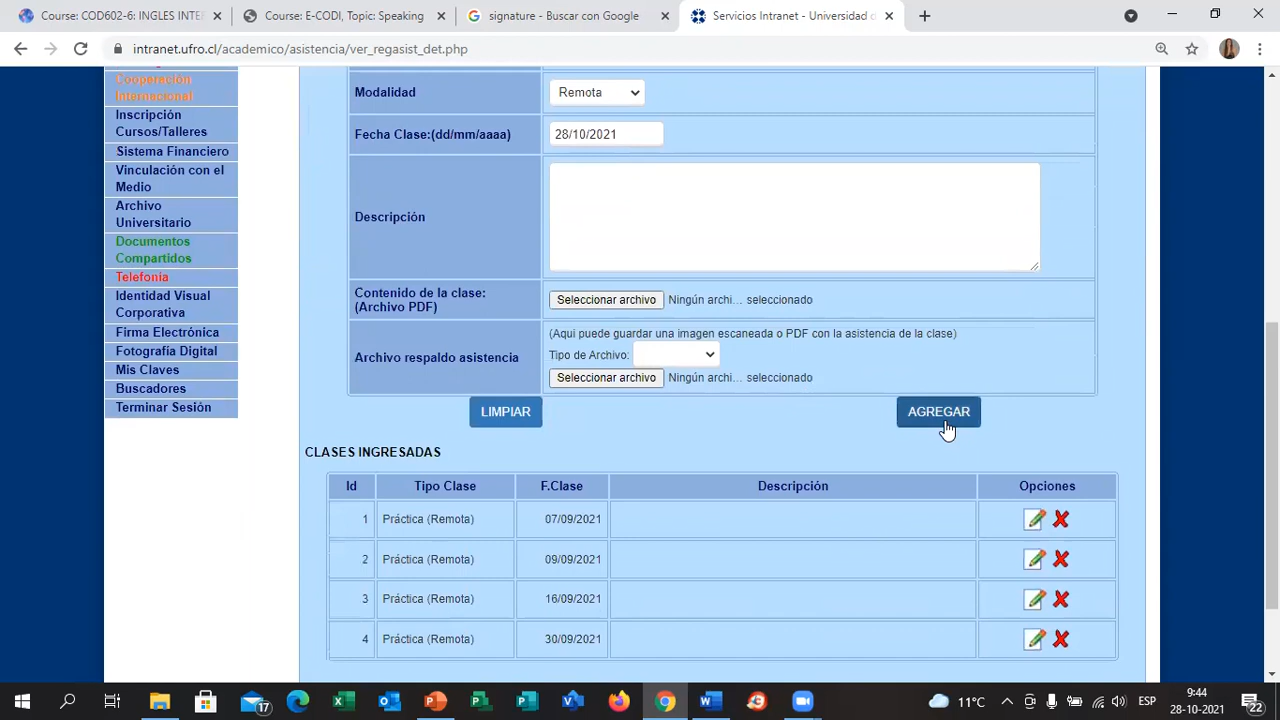 Course: COD602-6: INGLES INTER
Course: E-CODI, Topic: Speaking
signature - Buscar con Google
Servicios Intranet - Universidad d
intranet.ufro.cl/academico/asistencia/ver_regasist_det.php
Cooperación
Internacional
Inscripción
Cursos/Talleres
Sistema Financiero
Vinculación con el
Medio
Archivo
Universitario
Documentos
Compartidos
Telefonía
Identidad Visual
Corporativa
Firma Electrónica
Fotografía Digital
Mis Claves
Buscadores
Terminar Sesión
Modalidad
Remota
Fecha Clase:(dd/mm/aaaa)
28/10/2021
Descripción
Contenido de la clase:
(Archivo PDF)
Seleccionar archivo Ningún archi... seleccionado
Archivo respaldo asistencia
(Aqui puede guardar una imagen escaneada o PDF con la asistencia de la clase)
Tipo de Archivo:
Seleccionar archivo Ningún archi... seleccionado
LIMPIAR
AGREGAR
CLASES INGRESADAS
Id Tipo Clase F.Clase Descripción Opciones
1 Práctica (Remota) 07/09/2021
2 Práctica (Remota) 09/09/2021
3 Práctica (Remota) 16/09/2021
4 Práctica (Remota) 30/09/2021
17
11°C
ESP
9:44
28-10-2021
22